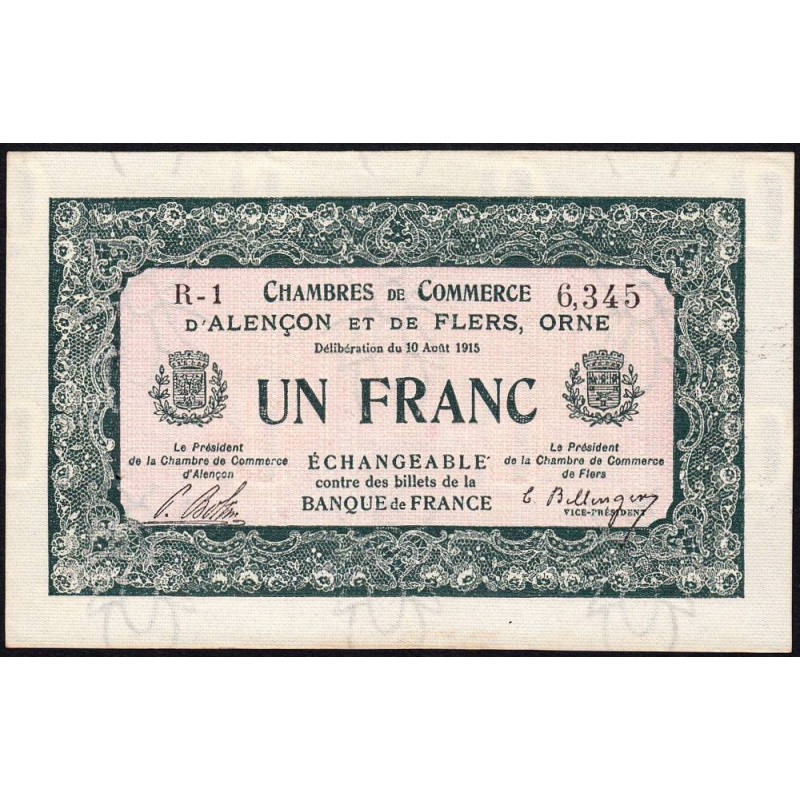 R-1 CHAMBRES DE COMMERCE 6,345
D'ALENÇON ET DE FLERS, ORNE
Délibération du 10 Août 1915
UN FRANC
Le Président
de la Chambre de Commerce
d'Alençon
ÉCHANGEABLE
contre des billets de la
BANQUE de FRANCE
Le Président
de la Chambre de Commerce
de Flers
VICE-PRÉSIDENT